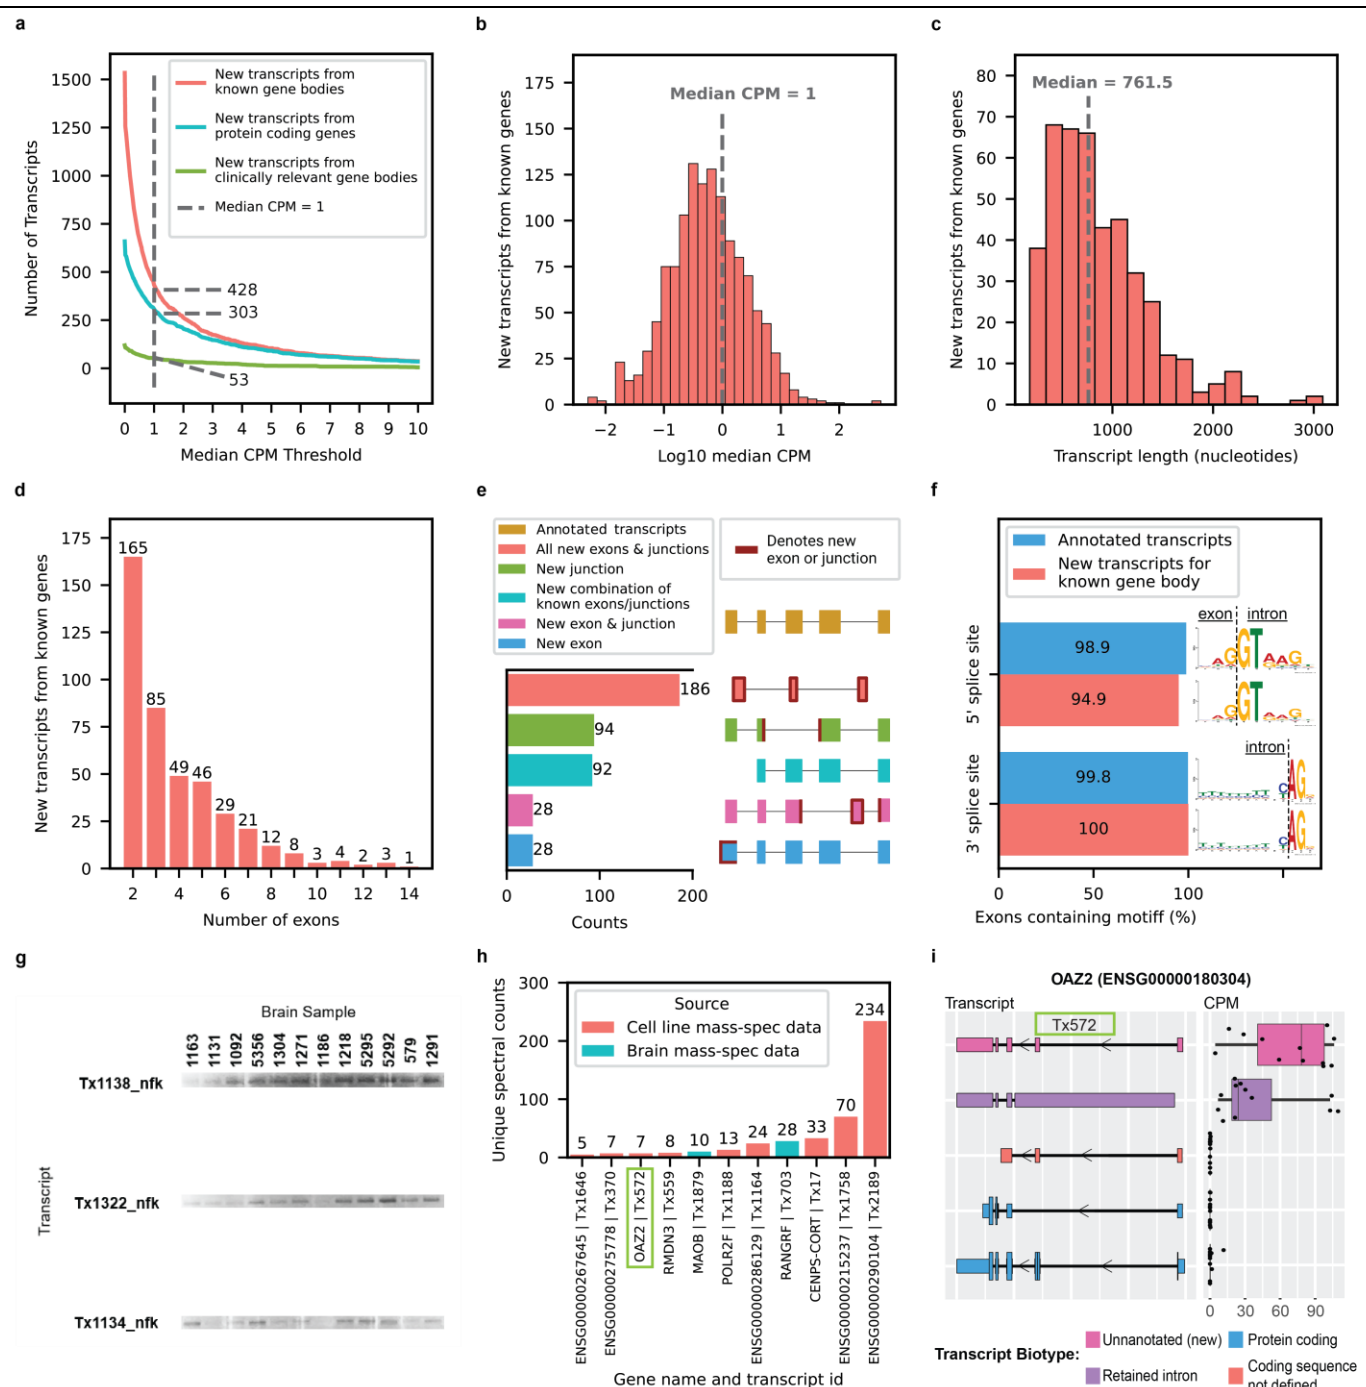 a
1500
1250
1000
750
500
250
0
Number of Transcripts
New transcripts from
known gene bodies
New transcripts from
protein coding genes
New transcripts from
clinically relevant gene bodies
Median CPM = 1
428
303
53
0 1 2 3 4 5 6 7 8 9 10
Median CPM Threshold
b
175
150
125
100
75
50
25
0
New transcripts from known genes
Median CPM = 1
−2 −1 0 1 2
Log10 median CPM
c
80
70
60
50
40
30
20
10
0
New transcripts from known genes
Median = 761.5
1000 2000 3000
Transcript length (nucleotides)
d
175
150
125
100
75
50
25
0
New transcripts from known genes
165
85
49 46
29
21
12
8
3 4 2 3 1
2 4 6 8 10 12 14
Number of exons
e
Annotated transcripts
All new exons & junctions
New junction
New combination of
known exons/junctions
New exon & junction
New exon
Denotes new
exon or junction
186
94
92
28
28
0 100 200
Counts
f
Annotated transcripts
New transcripts for
known gene body
5' splice site
3' splice site
98.9
94.9
99.8
100
exon intron
intron
0 50 100
Exons containing motif (%)
g
Brain Sample
1163 1131 1092 5356 1304 1271 1186 1218 5295 5292 579 1291
Transcript
Tx1138_nfk
Tx1322_nfk
Tx1134_nfk
h
300
200
100
0
Unique spectral counts
Source
Cell line mass-spec data
Brain mass-spec data
5 7 7 8 10 13 24 28 33 70 234
ENSG00000267645 | Tx1646
ENSG00000275778 | Tx370
OAZ2 | Tx572
RMDN3 | Tx559
MAOB | Tx1879
POLR2F | Tx1188
ENSG00000286129 | Tx1164
RANGRF | Tx703
CENPS-CORT | Tx17
ENSG00000215237 | Tx1758
ENSG00000290104 | Tx2189
Gene name and transcript id
i
OAZ2 (ENSG00000180304)
Transcript
CPM
Tx572
0 30 60 90
Transcript Biotype:
Unnanotated (new)
Protein coding
Retained intron
Coding sequence
not defined